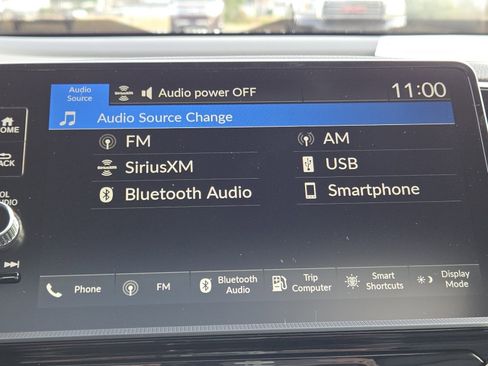 Audio
Source
SIRIUSXM
Audio power OFF
11:00
Audio Source Change
HOME
BACK
FM
AM
SiriusXM
USB
Bluetooth Audio
Smartphone
Phone
FM
Bluetooth
Audio
Trip
Computer
Smart
Shortcuts
Display
Mode